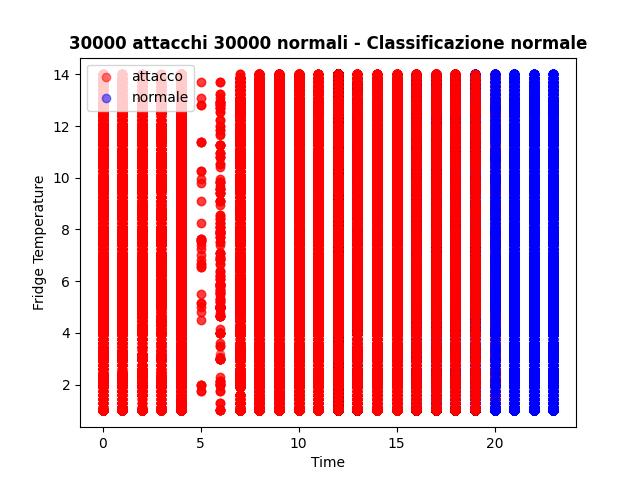 30000 attacchi 30000 normali - Classificazione normale
attacco
normale
14
12
10
8
6
4
2
Fridge Temperature
0 5 10 15 20
Time